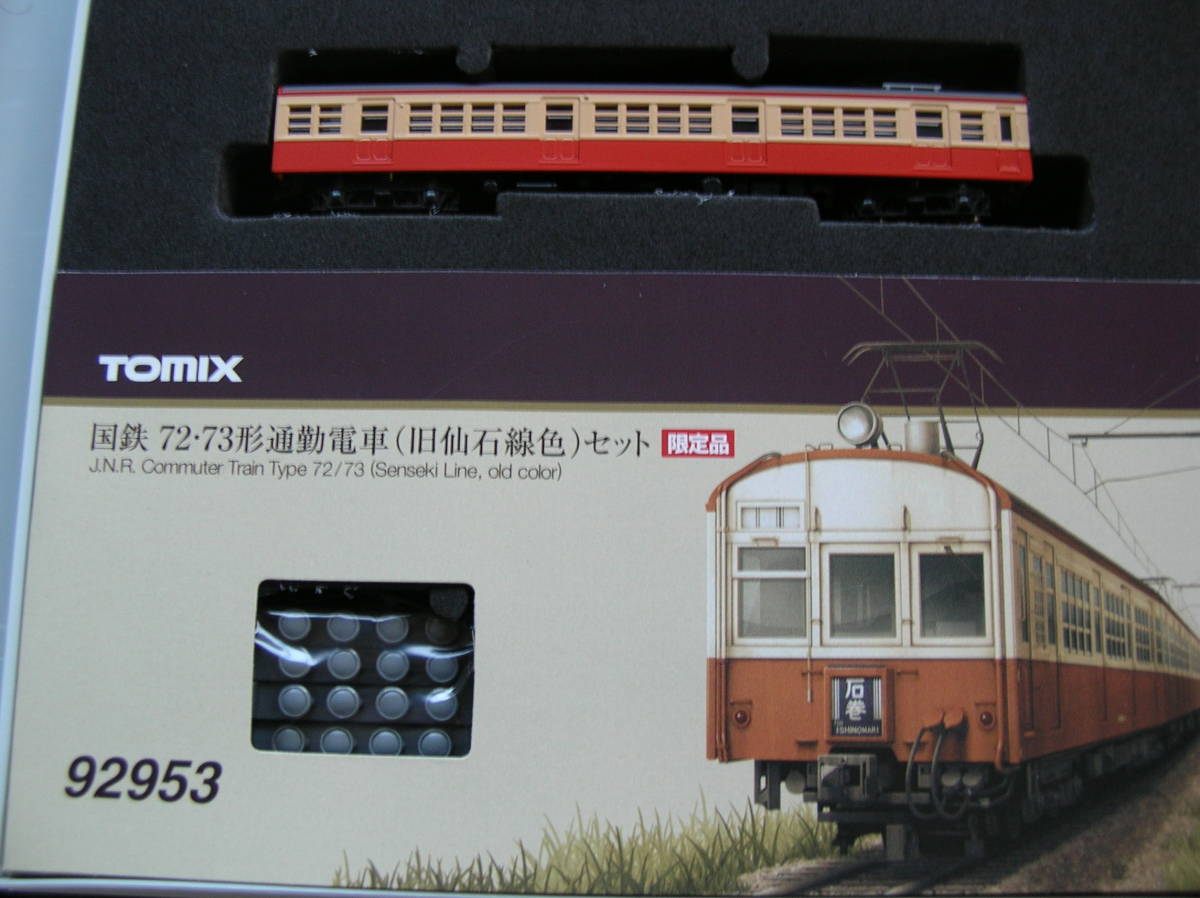 TOMIX
国鉄 72・73形通勤電車（旧仙石線色）セット 限定品
J.N.R. Commuter Train Type 72/73 (Senseki Line, old color)
石巻
ISHINOMAKI
92953